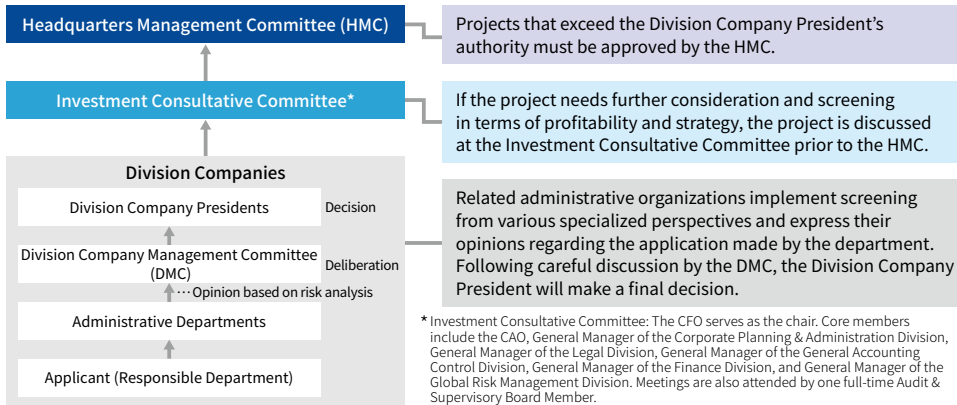 Headquarters Management Committee (HMC)
Projects that exceed the Division Company President's
authority must be approved by the HMC.
Investment Consultative Committee*
If the project needs further consideration and screening
in terms of profitability and strategy, the project is discussed
at the Investment Consultative Committee prior to the HMC.
Division Companies
Division Company Presidents
Decision
Division Company Management Committee
(DMC)
Deliberation
…Opinion based on risk analysis
Administrative Departments
Applicant (Responsible Department)
Related administrative organizations implement screening
from various specialized perspectives and express their
opinions regarding the application made by the department.
Following careful discussion by the DMC, the Division Company
President will make a final decision.
* Investment Consultative Committee: The CFO serves as the chair. Core members
include the CAO, General Manager of the Corporate Planning & Administration Division,
General Manager of the Legal Division, General Manager of the General Accounting
Control Division, General Manager of the Finance Division, and General Manager of the
Global Risk Management Division. Meetings are also attended by one full-time Audit &
Supervisory Board Member.